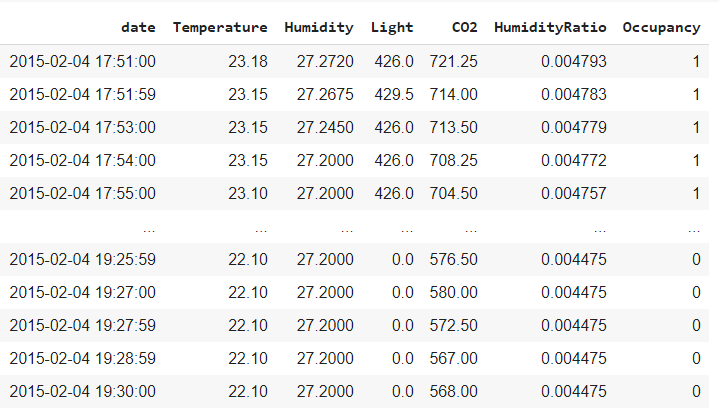 date Temperature Humidity Light CO2 HumidityRatio Occupancy
2015-02-04 17:51:00 23.18 27.2720 426.0 721.25 0.004793 1
2015-02-04 17:51:59 23.15 27.2675 429.5 714.00 0.004783 1
2015-02-04 17:53:00 23.15 27.2450 426.0 713.50 0.004779 1
2015-02-04 17:54:00 23.15 27.2000 426.0 708.25 0.004772 1
2015-02-04 17:55:00 23.10 27.2000 426.0 704.50 0.004757 1
... ... ... ... ... ... ...
2015-02-04 19:25:59 22.10 27.2000 0.0 576.50 0.004475 0
2015-02-04 19:27:00 22.10 27.2000 0.0 580.00 0.004475 0
2015-02-04 19:27:59 22.10 27.2000 0.0 572.50 0.004475 0
2015-02-04 19:28:59 22.10 27.2000 0.0 567.00 0.004475 0
2015-02-04 19:30:00 22.10 27.2000 0.0 568.00 0.004475 0